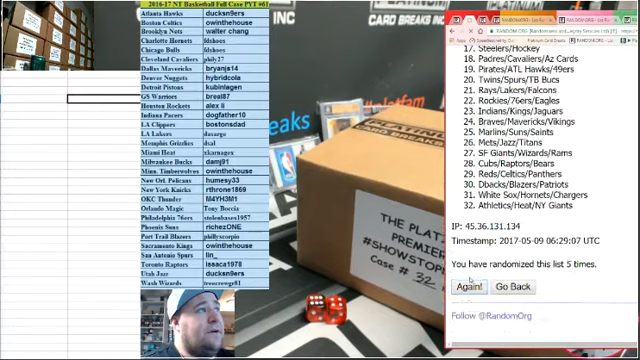 2016-17 NT Basketball Full Case PYT #61
Atlanta Hawks ducksn9ers
Boston Celtics owinthehouse
Brooklyn Nets walter chang
Charlotte Hornets fdshoes
Chicago Bulls fdshoes
Cleveland Cavaliers phily27
Dallas Mavericks bryanjs14
Denver Nuggets hybridcola
Detroit Pistons kubinlagen
GS Warriors breal87
Houston Rockets alex ii
Indiana Pacers dogfather10
LA Clippers bostonsdad
LA Lakers dasargo
Memphis Grizzlies dsal
Miami Heat ckarnagex
Milwaukee Bucks damj91
Minn. Timberwolves owinthehouse
New Orl. Pelicans humesy33
New York Knicks rthrone1869
OKC Thunder M4YH3M1
Orlando Magic Tony Boccia
Philadelphia 76ers stolenbases1957
Phoenix Suns richezONE
Port Trail Blazers phillyscorpio
Sacramento Kings owinthehouse
San Antonio Spurs lin_
Toronto Raptors issaca1978
Utah Jazz ducksn9ers
Wash Wizards treecrewgr81
CARD BREAKS
eaks
THE PLATI
PREMIER
#SHOWSTOP
Case # 32
17. Steelers/Hockey
18. Padres/Cavaliers/Az Cards
19. Pirates/ATL Hawks/49ers
20. Twins/Spurs/TB Bucs
21. Rays/Lakers/Falcons
22. Rockies/76ers/Eagles
23. Indians/Kings/Jaguars
24. Braves/Mavericks/Vikings
25. Marlins/Suns/Saints
26. Mets/Jazz/Titans
27. SF Giants/Wizards/Rams
28. Cubs/Raptors/Bears
29. Reds/Celtics/Panthers
30. Dbacks/Blazers/Patriots
31. White Sox/Hornets/Chargers
32. Athletics/Heat/NY Giants
IP: 45.36.131.134
Timestamp: 2017-05-09 06:29:07 UTC
You have randomized this list 5 times.
Again! Go Back
Follow @RandomOrg